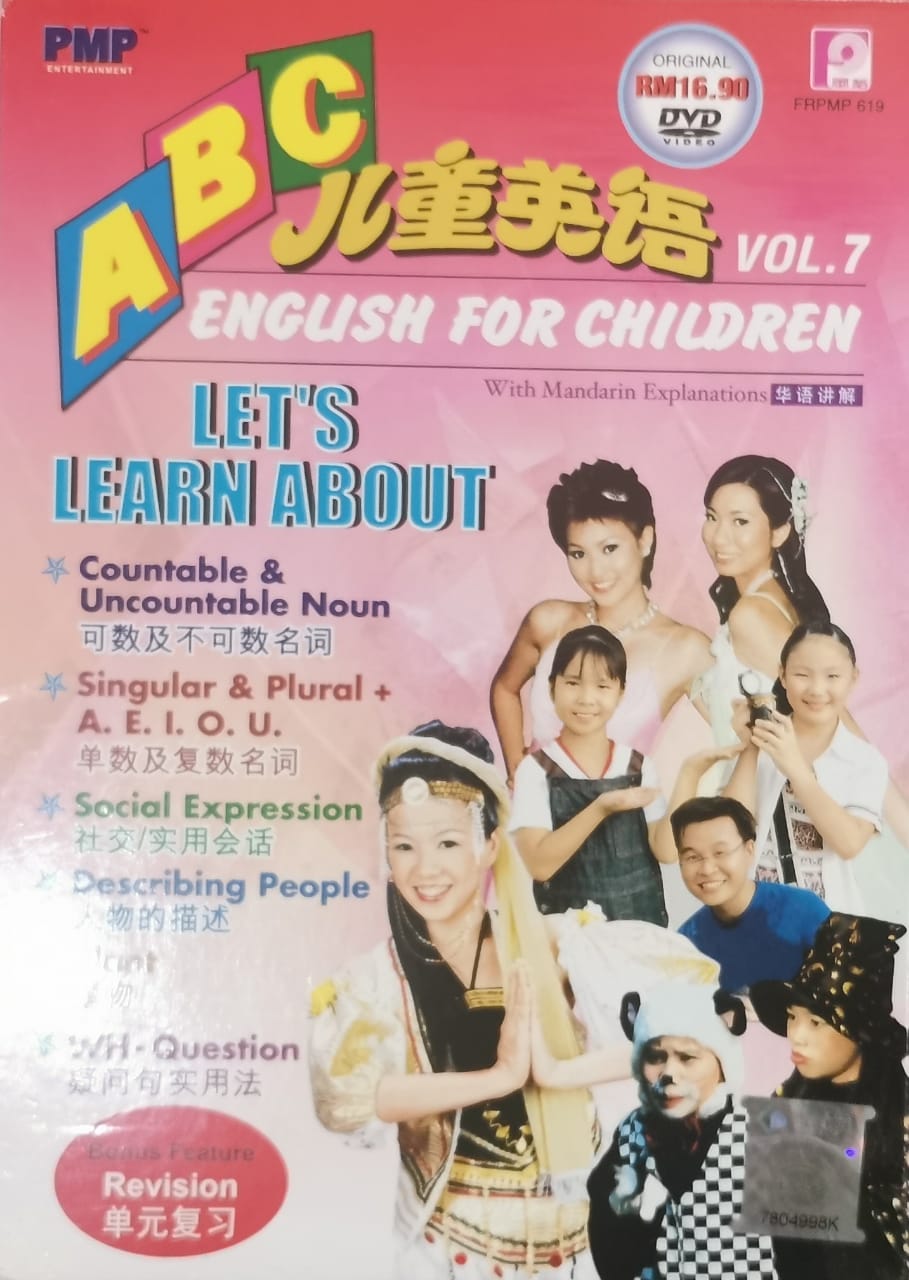 PMP™
ENTERTAINMENT
ORIGINAL
RM16.90
DVD
VIDEO
FRPMP 619
ABC
儿童英语 VOL.7
ENGLISH FOR CHILDREN
With Mandarin Explanations 华语讲解
LET'S
LEARN ABOUT
Countable &
Uncountable Noun
可数及不可数名词
Singular & Plural +
A. E. I. O. U.
单数及复数名词
Social Expression
社交/实用会话
Describing People
人物的描述
WH-Question
疑问句实用法
Bonus Feature
Revision
单元复习
7804998K